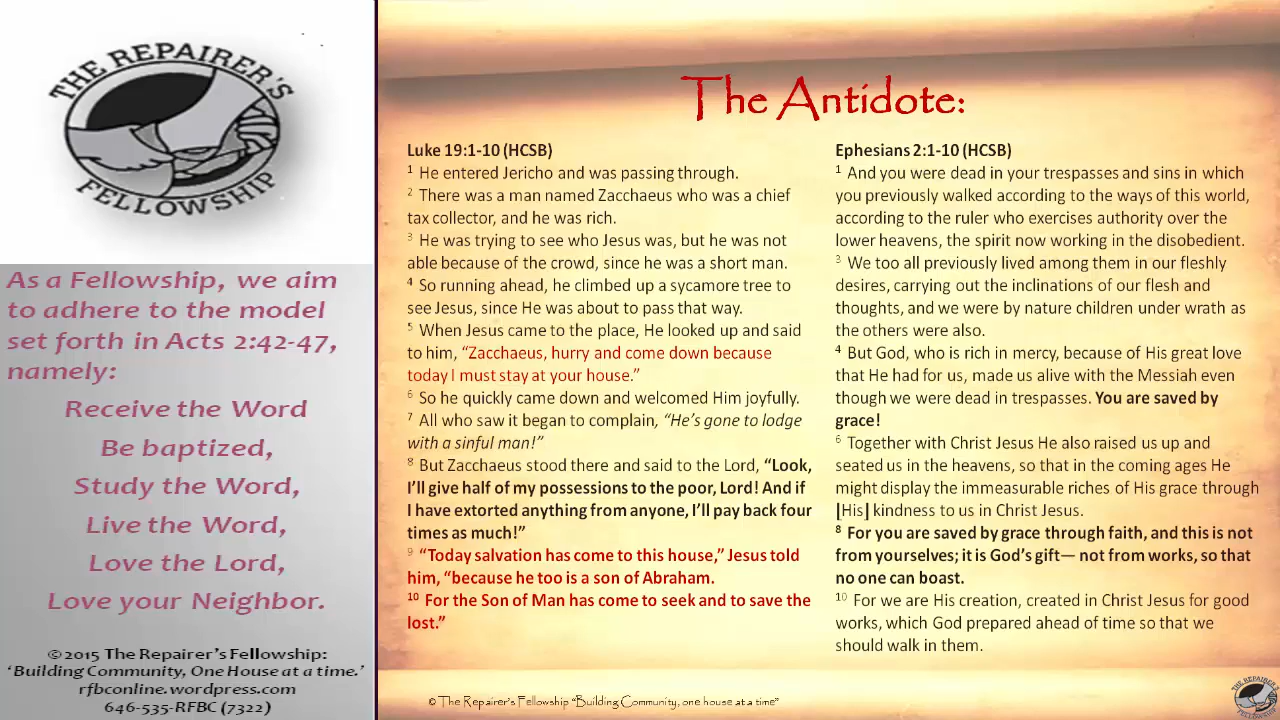 THE REPAIRER'S
FELLOWSHIP
As a Fellowship, we aim
to adhere to the model
set forth in Acts 2:42-47,
namely:
Receive the Word
Be baptized,
Study the Word,
Live the Word,
Love the Lord,
Love your Neighbor.
©2015 The Repairer's Fellowship:
'Building Community, One House at a time.'
rfbconline.wordpress.com
646-535-RFBC (7322)
The Antidote:
Luke 19:1-10 (HCSB)
1 He entered Jericho and was passing through.
2 There was a man named Zacchaeus who was a chief
tax collector, and he was rich.
3 He was trying to see who Jesus was, but he was not
able because of the crowd, since he was a short man.
4 So running ahead, he climbed up a sycamore tree to
see Jesus, since He was about to pass that way.
5 When Jesus came to the place, He looked up and said
to him, “Zacchaeus, hurry and come down because
today I must stay at your house.”
6 So he quickly came down and welcomed Him joyfully.
7 All who saw it began to complain, “He’s gone to lodge
with a sinful man!”
8 But Zacchaeus stood there and said to the Lord, “Look,
I’ll give half of my possessions to the poor, Lord! And if
I have extorted anything from anyone, I’ll pay back four
times as much!”
9 “Today salvation has come to this house,” Jesus told
him, “because he too is a son of Abraham.
10 For the Son of Man has come to seek and to save the
lost.”
Ephesians 2:1-10 (HCSB)
1 And you were dead in your trespasses and sins in which
you previously walked according to the ways of this world,
according to the ruler who exercises authority over the
lower heavens, the spirit now working in the disobedient.
3 We too all previously lived among them in our fleshly
desires, carrying out the inclinations of our flesh and
thoughts, and we were by nature children under wrath as
the others were also.
4 But God, who is rich in mercy, because of His great love
that He had for us, made us alive with the Messiah even
though we were dead in trespasses. You are saved by
grace!
6 Together with Christ Jesus He also raised us up and
seated us in the heavens, so that in the coming ages He
might display the immeasurable riches of His grace through
[His] kindness to us in Christ Jesus.
8 For you are saved by grace through faith, and this is not
from yourselves; it is God’s gift— not from works, so that
no one can boast.
10 For we are His creation, created in Christ Jesus for good
works, which God prepared ahead of time so that we
should walk in them.
© The Repairer's Fellowship "Building Community, one house at a time"
THE REPAIRER'S
FELLOWSHIP